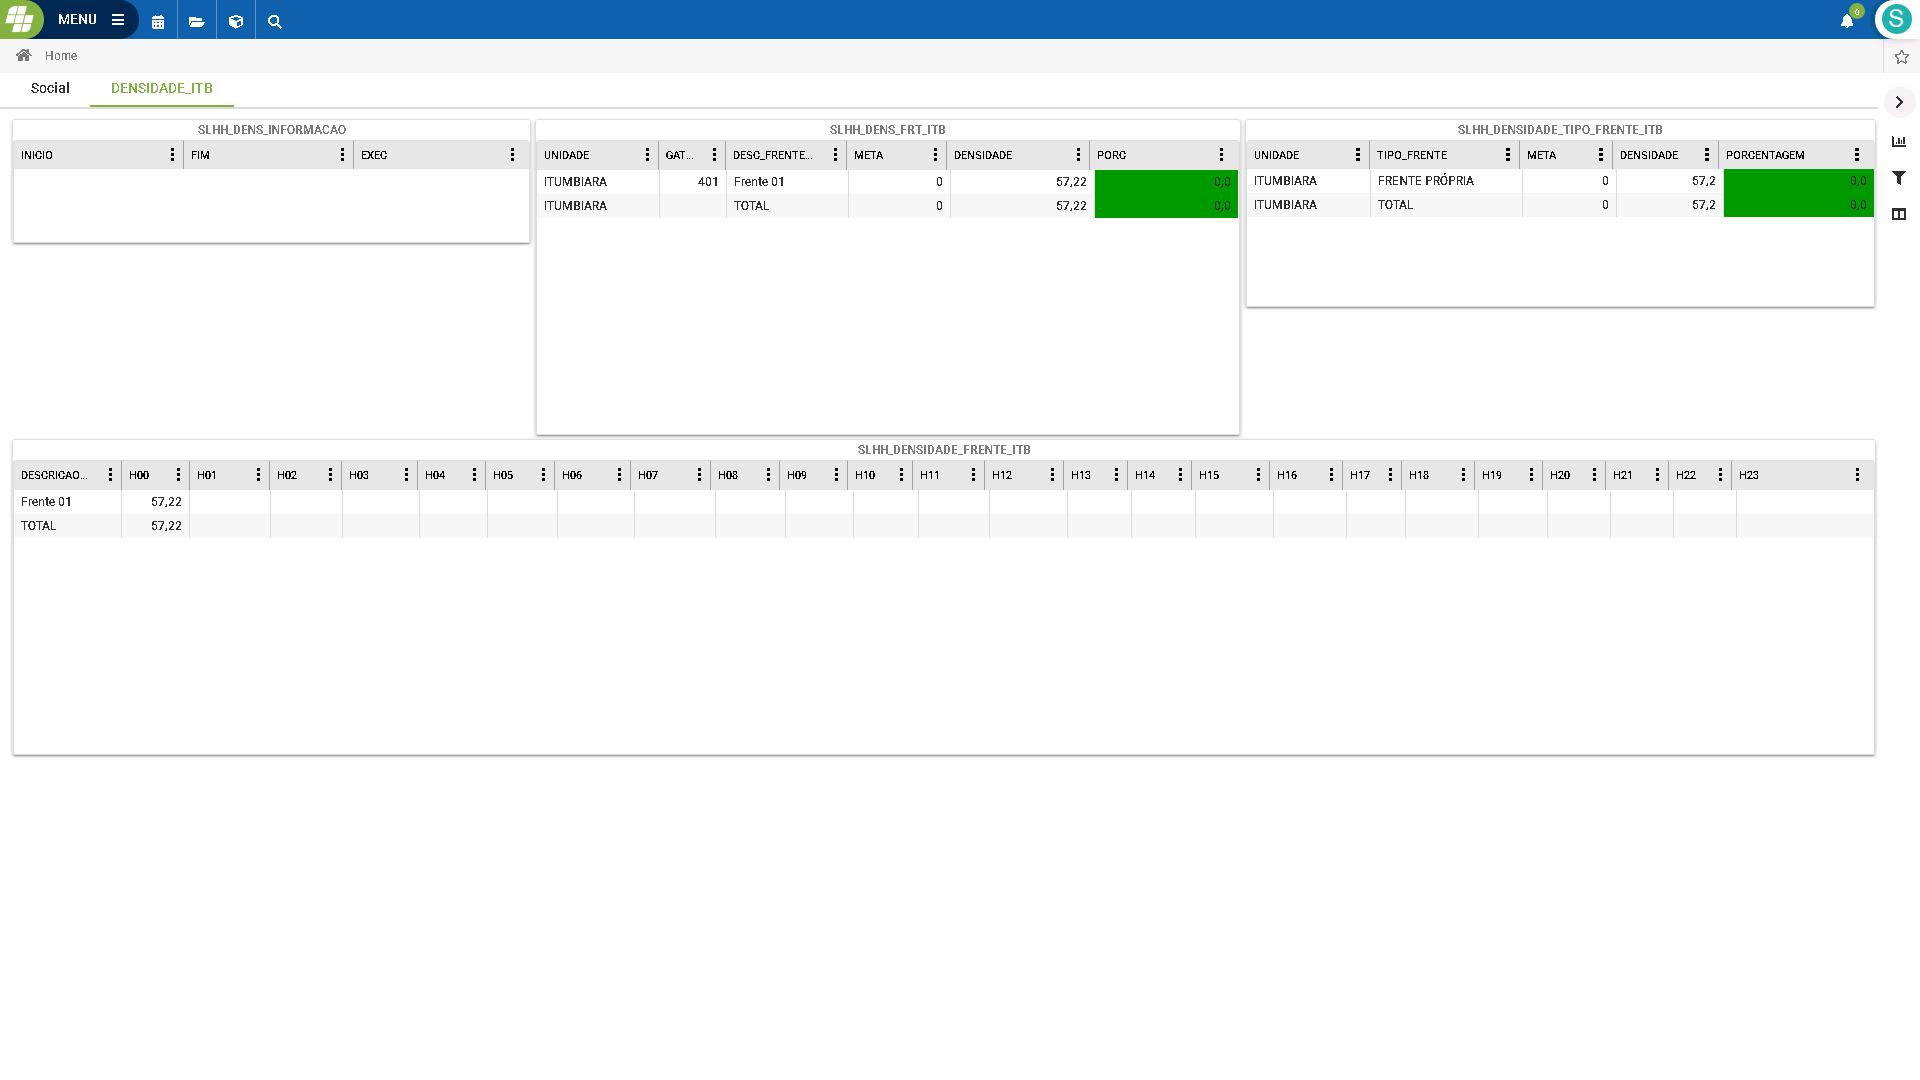 MENU
0
S
Home
Social DENSIDADE_ITB
SLHH_DENS_INFORMACAO
INICIO FIM EXEC
SLHH_DENS_FRT_ITB
UNIDADE GAT... DESC_FRENTE... META DENSIDADE PORC
ITUMBIARA 401 Frente 01 0 57,22 0,0
ITUMBIARA TOTAL 0 57,22 0,0
SLHH_DENSIDADE_TIPO_FRENTE_ITB
UNIDADE TIPO_FRENTE META DENSIDADE PORCENTAGEM
ITUMBIARA FRENTE PRÓPRIA 0 57,2 0,0
ITUMBIARA TOTAL 0 57,2 0,0
SLHH_DENSIDADE_FRENTE_ITB
DESCRICAO... H00 H01 H02 H03 H04 H05 H06 H07 H08 H09 H10 H11 H12 H13 H14 H15 H16 H17 H18 H19 H20 H21 H22 H23
Frente 01 57,22
TOTAL 57,22